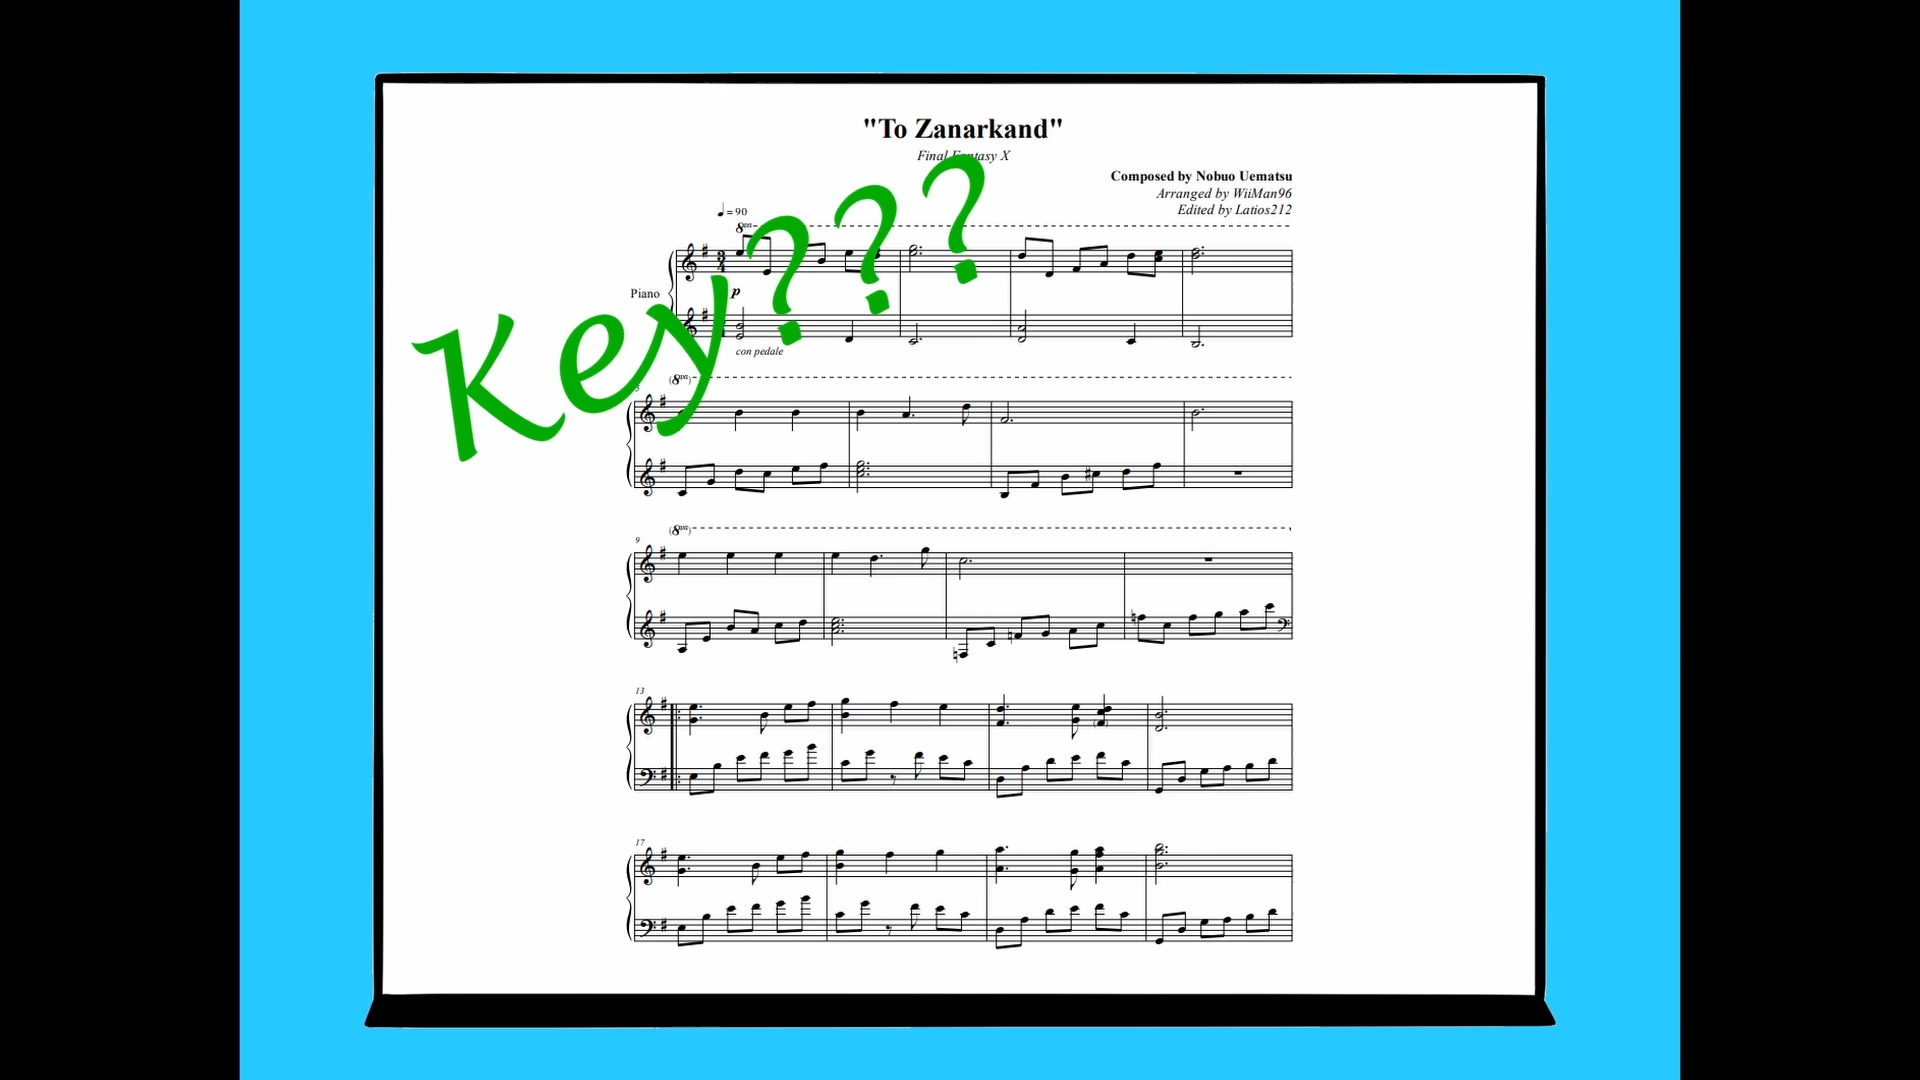 "To Zanarkand"
Final Fantasy X
Composed by Nobuo Uematsu
Arranged by WiiMan96
Edited by Latios212
= 90
8va
Key???
Piano
p
con pedale
(8va)
(8va)
9
13
17